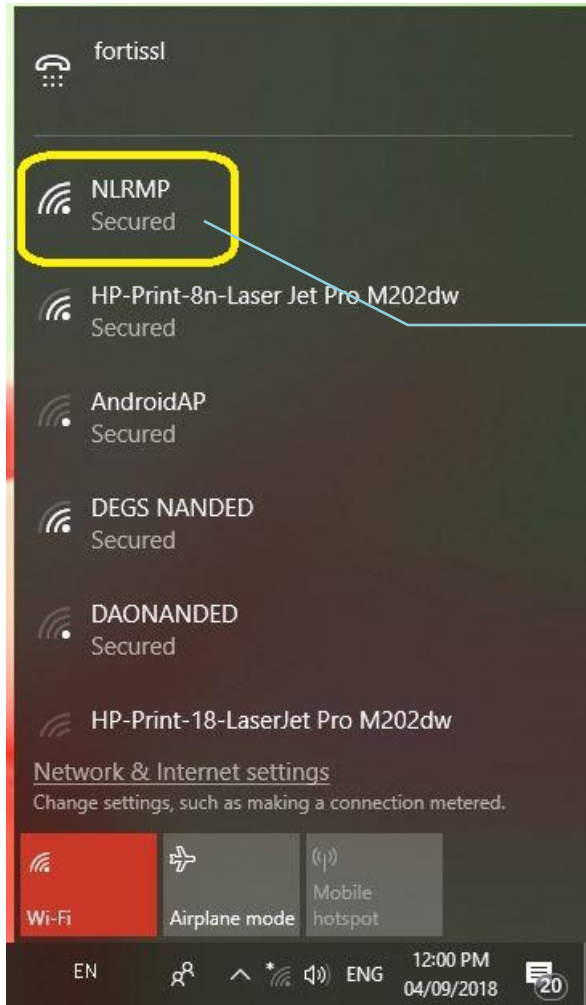 fortissl
NLRMP
Secured
HP-Print-8n-Laser Jet Pro M202dw
Secured
AndroidAP
Secured
DEGS NANDED
Secured
DAONANDED
Secured
HP-Print-18-LaserJet Pro M202dw
Network & Internet settings
Change settings, such as making a connection metered.
Wi-Fi
Airplane mode
Mobile
hotspot
EN
ENG
12:00 PM
04/09/2018
20